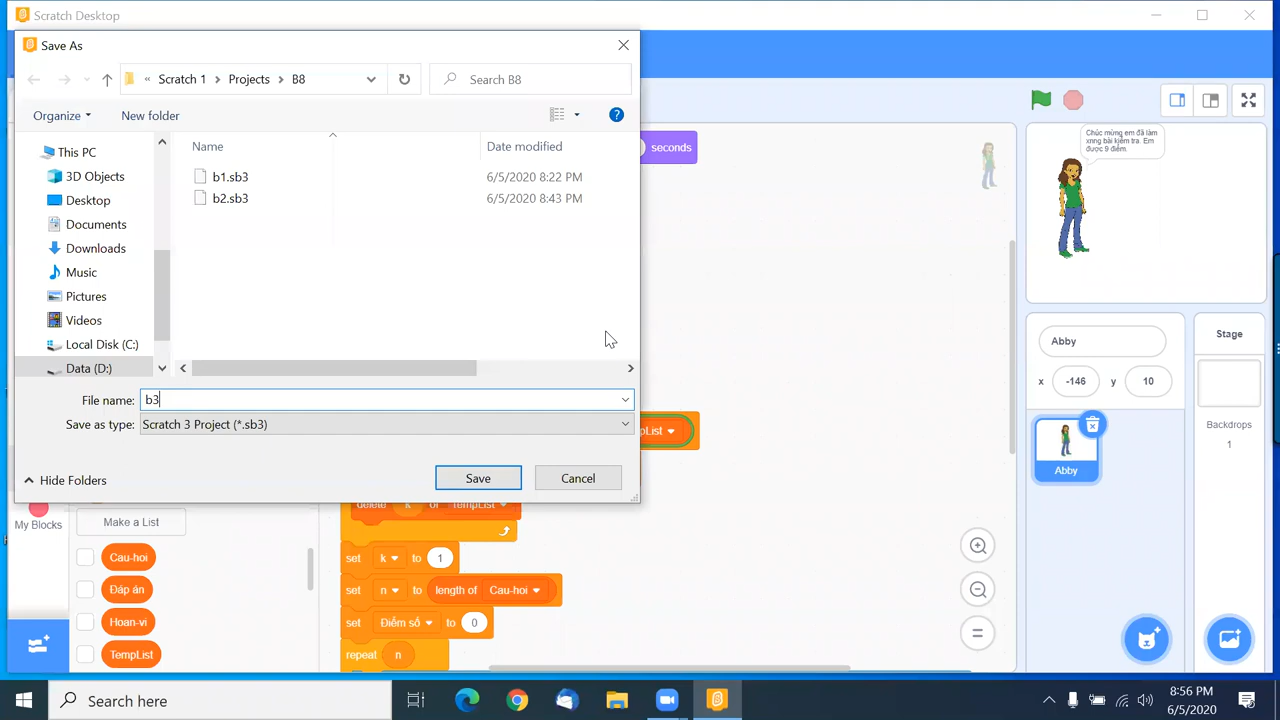 Scratch Desktop
Save As
« Scratch 1 › Projects › B8
Search B8
Organize
New folder
Name
Date modified
This PC
3D Objects
Desktop
Documents
Downloads
Music
Pictures
Videos
Local Disk (C:)
Data (D:)
b1.sb3 6/5/2020 8:22 PM
b2.sb3 6/5/2020 8:43 PM
File name: b3
Save as type: Scratch 3 Project (*.sb3)
Hide Folders
Save
Cancel
seconds
Chúc mừng em đã làm
xnng bài kiểm tra. Em
được 9 điểm.
Abby
x -146 y 10
Stage
Backdrops
1
Abby
My Blocks
Make a List
Cau-hoi
Đáp án
Hoan-vi
TempList
delete k of TempList
set k to 1
set n to length of Cau-hoi
set Điểm số to 0
repeat n
Search here
8:56 PM
6/5/2020